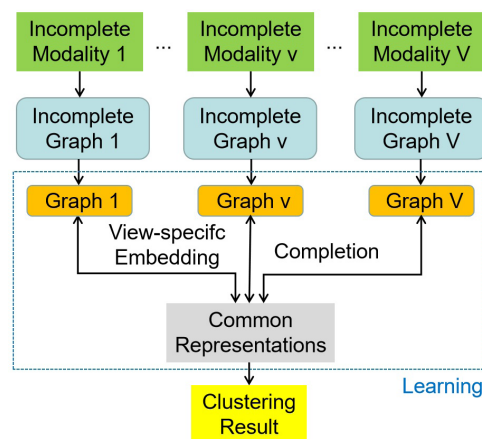 Incomplete
Modality 1
...
Incomplete
Modality v
...
Incomplete
Modality V
Incomplete
Graph 1
Incomplete
Graph v
Incomplete
Graph V
Graph 1
Graph v
Graph V
View-specifc
Embedding
Completion
Common
Representations
Learning
Clustering
Result